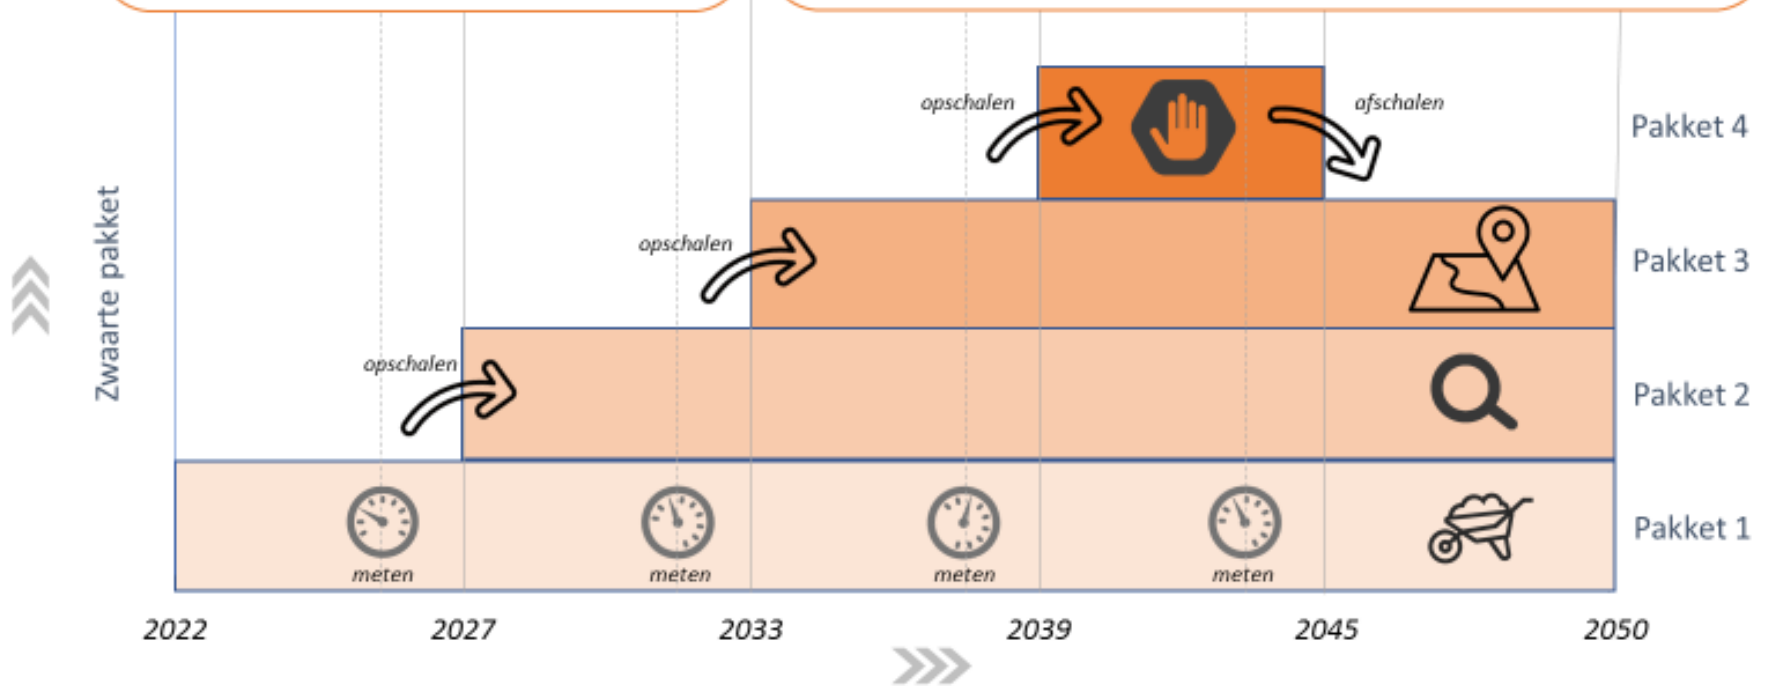 opschalen
afschalen
Pakket 4
opschalen
Pakket 3
opschalen
Pakket 2
Zwaarte pakket
meten
meten
meten
meten
Pakket 1
2022
2027
2033
2039
2045
2050